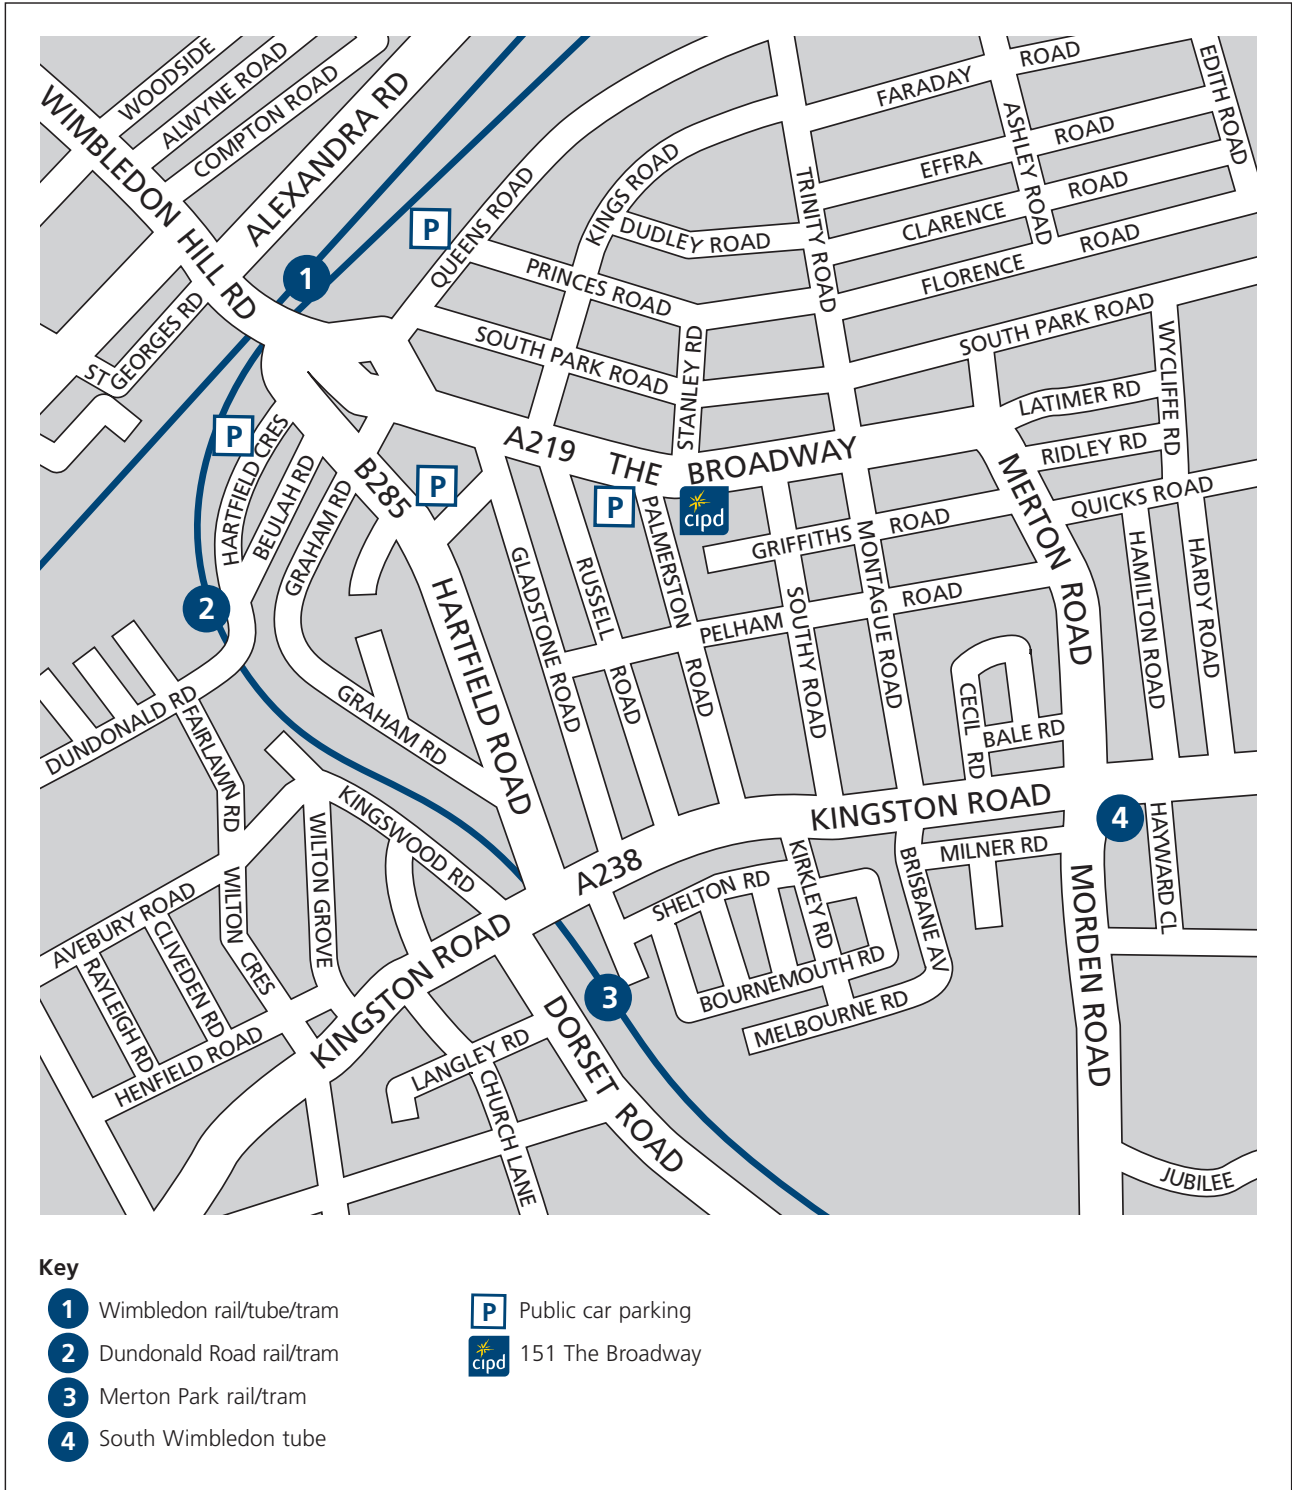 WOODSIDE
ALWYNE ROAD
COMPTON ROAD
ALEXANDRA RD
WIMBLEDON HILL RD
ST GEORGES RD
1
P
QUEENS ROAD
KINGS ROAD
DUDLEY ROAD
PRINCES ROAD
SOUTH PARK ROAD
STANLEY RD
TRINITY ROAD
FARADAY ROAD
ASHLEY ROAD
EDITH ROAD
EFFRA ROAD
CLARENCE ROAD
FLORENCE ROAD
SOUTH PARK ROAD
WYCLIFFE RD
LATIMER RD
RIDLEY RD
QUICKS ROAD
A219 THE BROADWAY
P
HARTFIELD CRES
BEULAH RD
GRAHAM RD
B285
P
P
cipd
PALMERSTON ROAD
GRIFFITHS ROAD
MONTAGUE ROAD
MERTON ROAD
HAMILTON ROAD
HARDY ROAD
2
HARTFIELD ROAD
GLADSTONE ROAD
RUSSELL ROAD
PELHAM ROAD
SOUTHY ROAD
CECIL RD
BALE RD
DUNDONALD RD
FAIRLAWN RD
GRAHAM RD
KINGSWOOD RD
WILTON GROVE
WILTON CRES
AVEBURY ROAD
CLIVEDEN RD
RAYLEIGH RD
HENFIELD ROAD
KINGSTON ROAD
A238
KINGSTON ROAD
4
HAYWARD CL
MILNER RD
KIRKLEY RD
BRISBANE AV
SHELTON RD
BOURNEMOUTH RD
MELBOURNE RD
3
MORDEN ROAD
DORSET ROAD
LANGLEY RD
CHURCH LANE
JUBILEE
Key
1 Wimbledon rail/tube/tram
2 Dundonald Road rail/tram
3 Merton Park rail/tram
4 South Wimbledon tube
P Public car parking
cipd 151 The Broadway